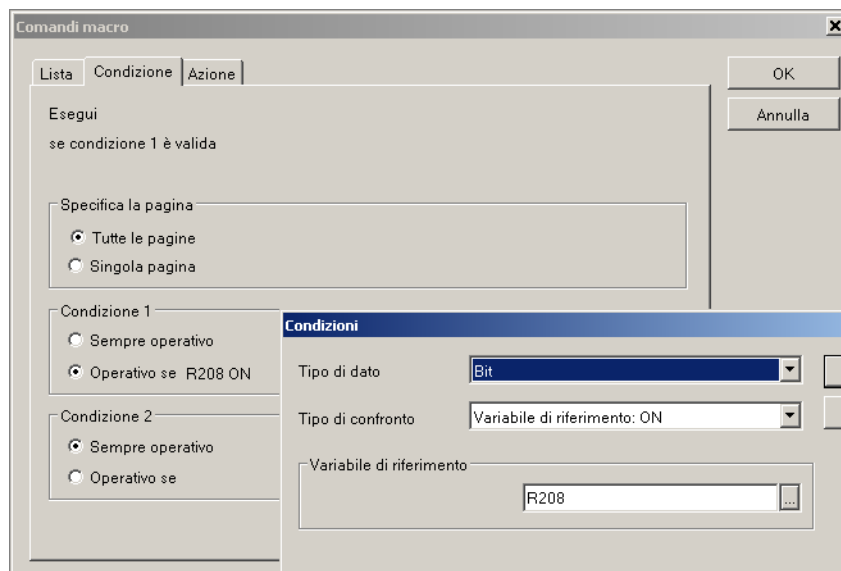 Comandi macro
Lista Condizione Azione
OK
Annulla
Esegui
se condizione 1 è valida
Specifica la pagina
Tutte le pagine
Singola pagina
Condizione 1
Sempre operativo
Operativo se R208 ON
Condizione 2
Sempre operativo
Operativo se
Condizioni
Tipo di dato Bit
Tipo di confronto Variabile di riferimento: ON
Variabile di riferimento
R208 ...